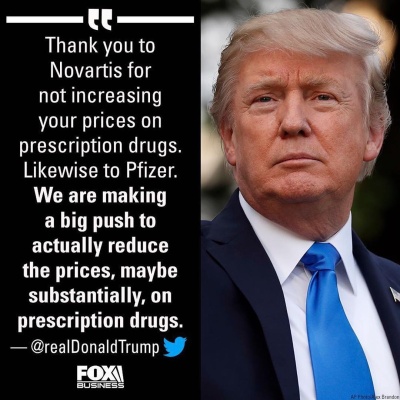 Thank you to
Novartis for
not increasing
your prices on
prescription drugs.
Likewise to Pfizer.
We are making
a big push to
actually reduce
the prices, maybe
substantially, on
prescription drugs.
— @realDonaldTrump
FOX
BUSINESS